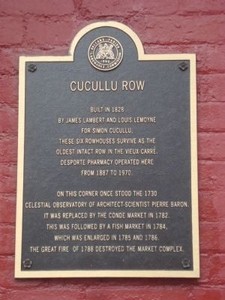 CUCULLU ROW
BUILT IN 1828
BY JAMES LAMBERT AND LOUIS LEMOYNE
FOR SIMON CUCULLU,
THESE SIX ROWHOUSES SURVIVE AS THE
OLDEST INTACT ROW IN THE VIEUX CARRÉ.
DESPORTE PHARMACY OPERATED HERE
FROM 1887 TO 1970.
ON THIS CORNER ONCE STOOD THE 1730
CELESTIAL OBSERVATORY OF ARCHITECT-SCIENTIST PIERRE BARON.
IT WAS REPLACED BY THE CONDE MARKET IN 1782.
THIS WAS FOLLOWED BY A FISH MARKET IN 1784,
WHICH WAS ENLARGED IN 1785 AND 1786.
THE GREAT FIRE OF 1788 DESTROYED THE MARKET COMPLEX.